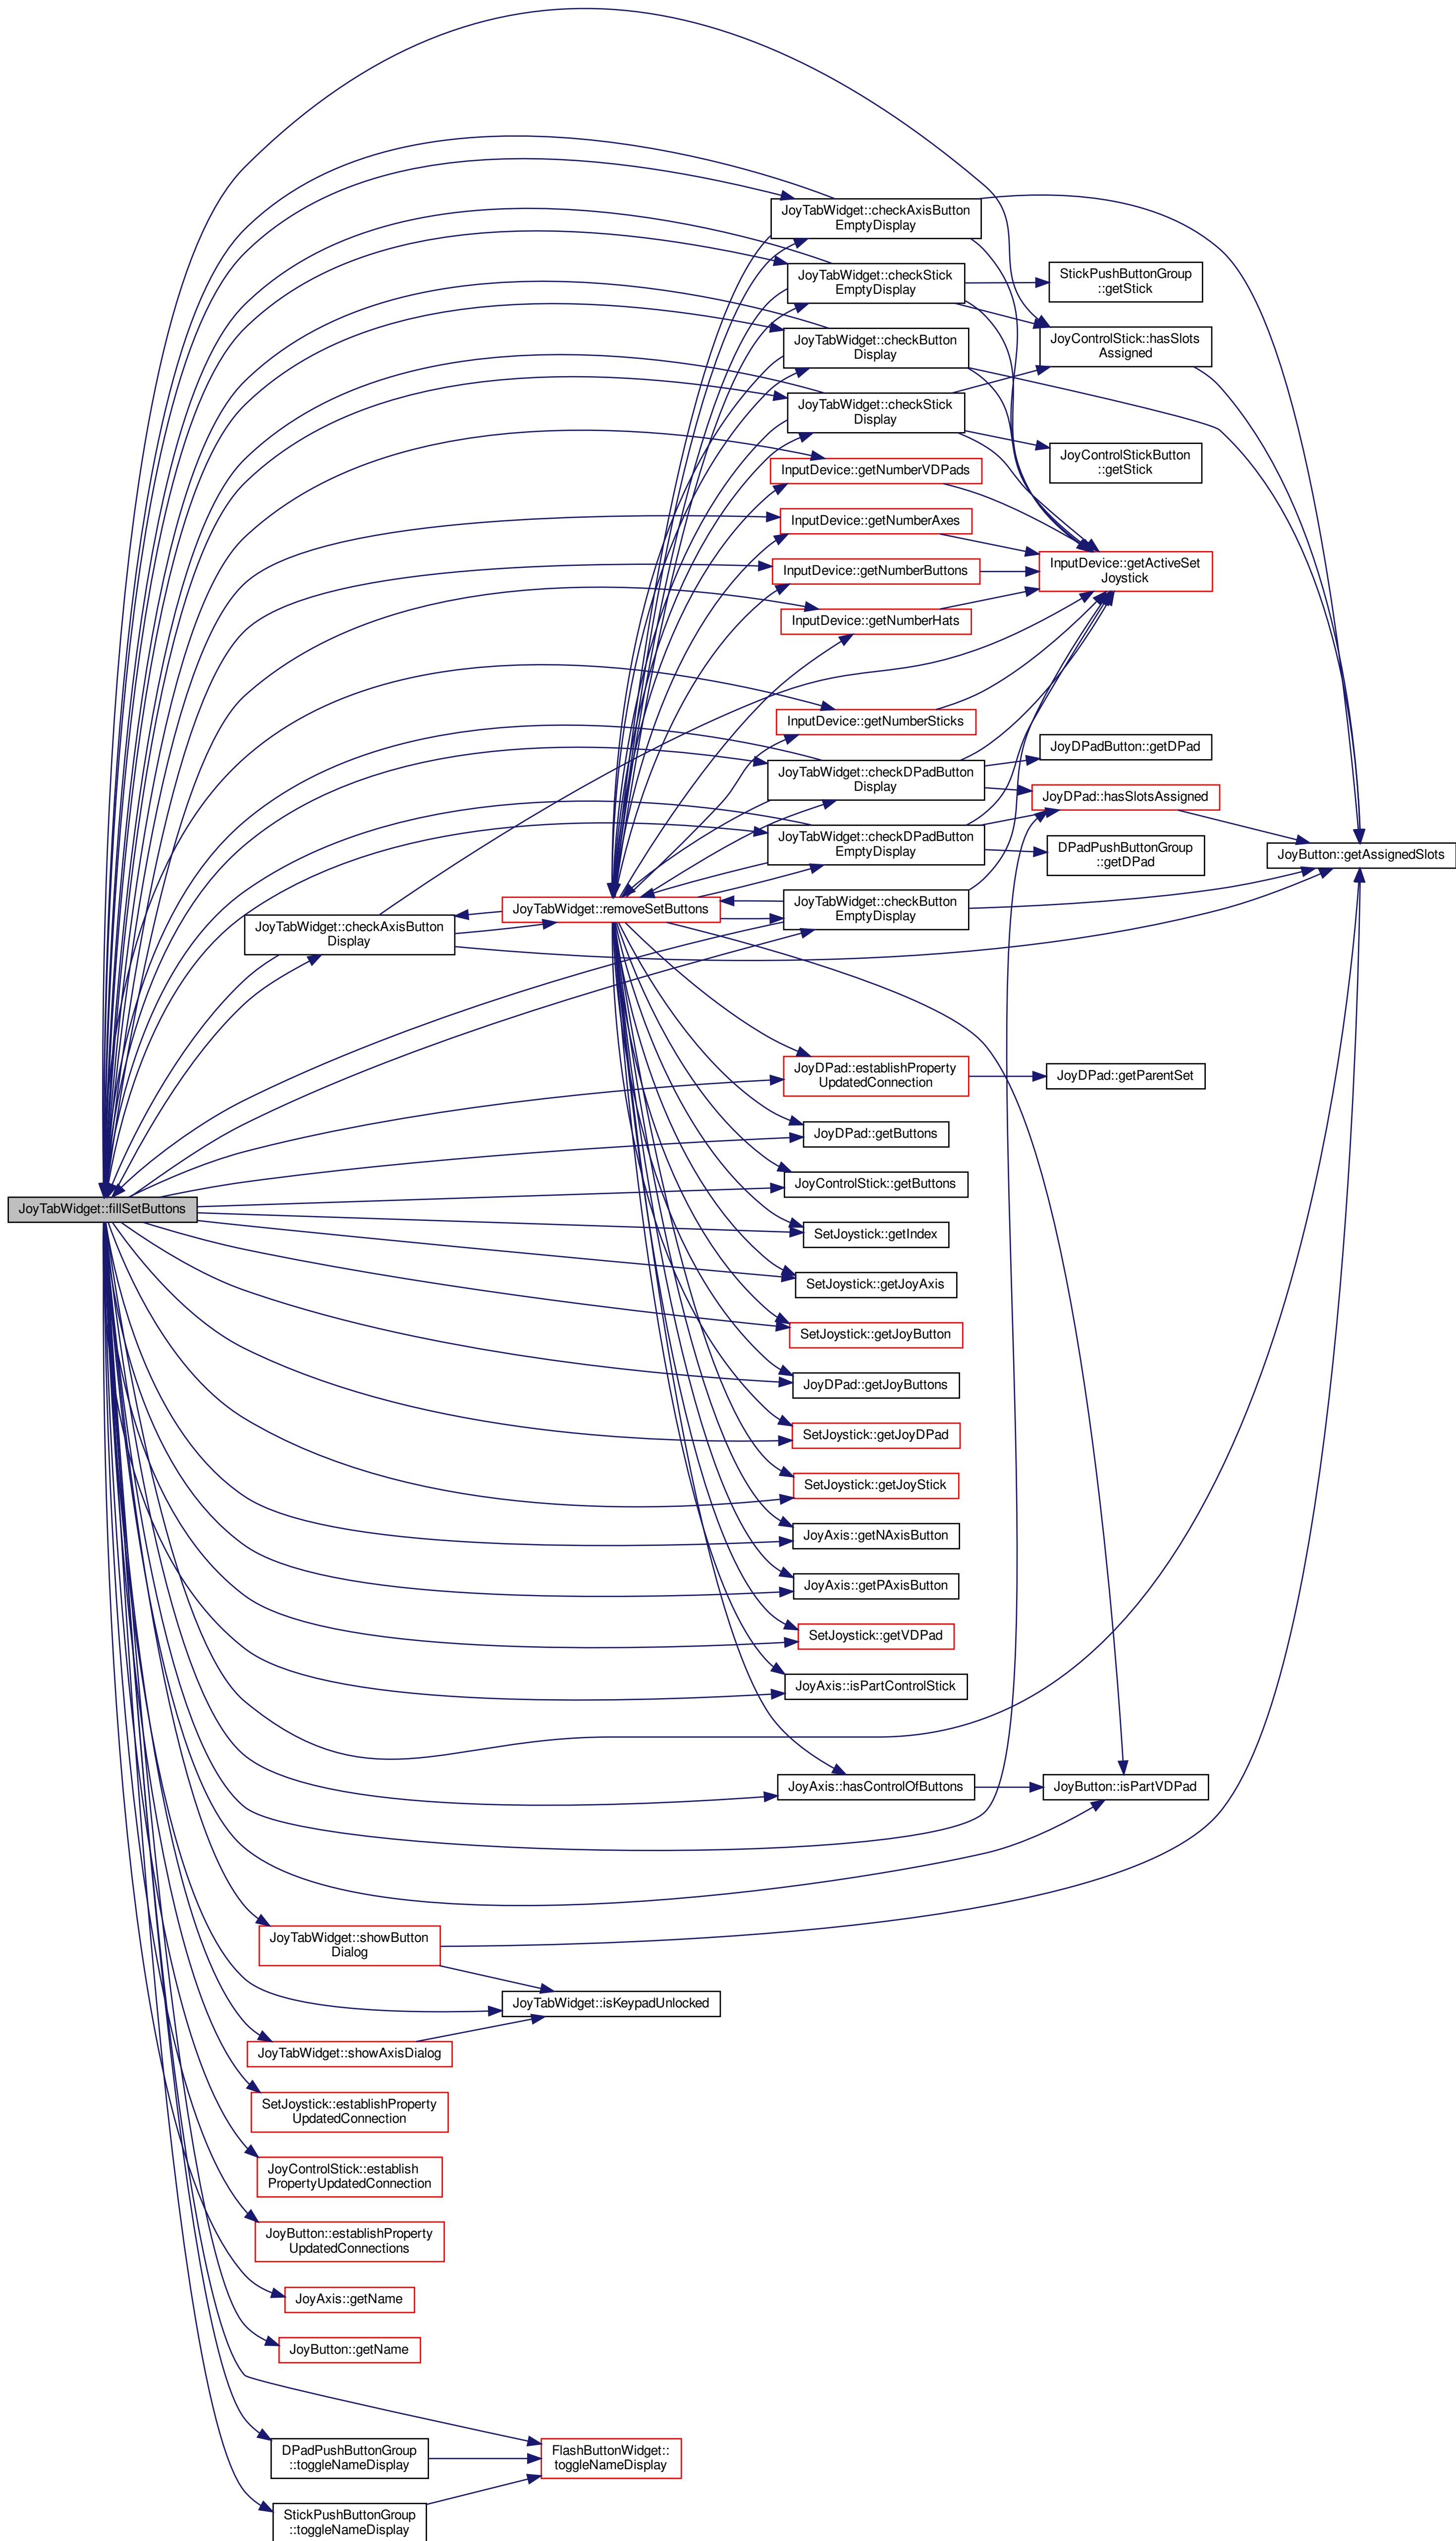 JoyTabWidget::checkAxisButton
EmptyDisplay
JoyTabWidget::checkStick
EmptyDisplay
StickPushButtonGroup
::getStick
JoyTabWidget::checkButton
Display
JoyControlStick::hasSlots
Assigned
JoyTabWidget::checkStick
Display
JoyControlStickButton
::getStick
InputDevice::getNumberVDPads
InputDevice::getNumberAxes
InputDevice::getNumberButtons
InputDevice::getActiveSet
Joystick
InputDevice::getNumberHats
InputDevice::getNumberSticks
JoyDPadButton::getDPad
JoyTabWidget::checkDPadButton
Display
JoyDPad::hasSlotsAssigned
JoyTabWidget::checkDPadButton
EmptyDisplay
DPadPushButtonGroup
::getDPad
JoyButton::getAssignedSlots
JoyTabWidget::removeSetButtons
JoyTabWidget::checkButton
EmptyDisplay
JoyTabWidget::checkAxisButton
Display
JoyDPad::establishProperty
UpdatedConnection
JoyDPad::getParentSet
JoyDPad::getButtons
JoyControlStick::getButtons
JoyTabWidget::fillSetButtons
SetJoystick::getIndex
SetJoystick::getJoyAxis
SetJoystick::getJoyButton
JoyDPad::getJoyButtons
SetJoystick::getJoyDPad
SetJoystick::getJoyStick
JoyAxis::getNAxisButton
JoyAxis::getPAxisButton
SetJoystick::getVDPad
JoyAxis::isPartControlStick
JoyAxis::hasControlOfButtons
JoyButton::isPartVDPad
JoyTabWidget::showButton
Dialog
JoyTabWidget::isKeypadUnlocked
JoyTabWidget::showAxisDialog
SetJoystick::establishProperty
UpdatedConnection
JoyControlStick::establish
PropertyUpdatedConnection
JoyButton::establishProperty
UpdatedConnections
JoyAxis::getName
JoyButton::getName
DPadPushButtonGroup
::toggleNameDisplay
FlashButtonWidget::
toggleNameDisplay
StickPushButtonGroup
::toggleNameDisplay